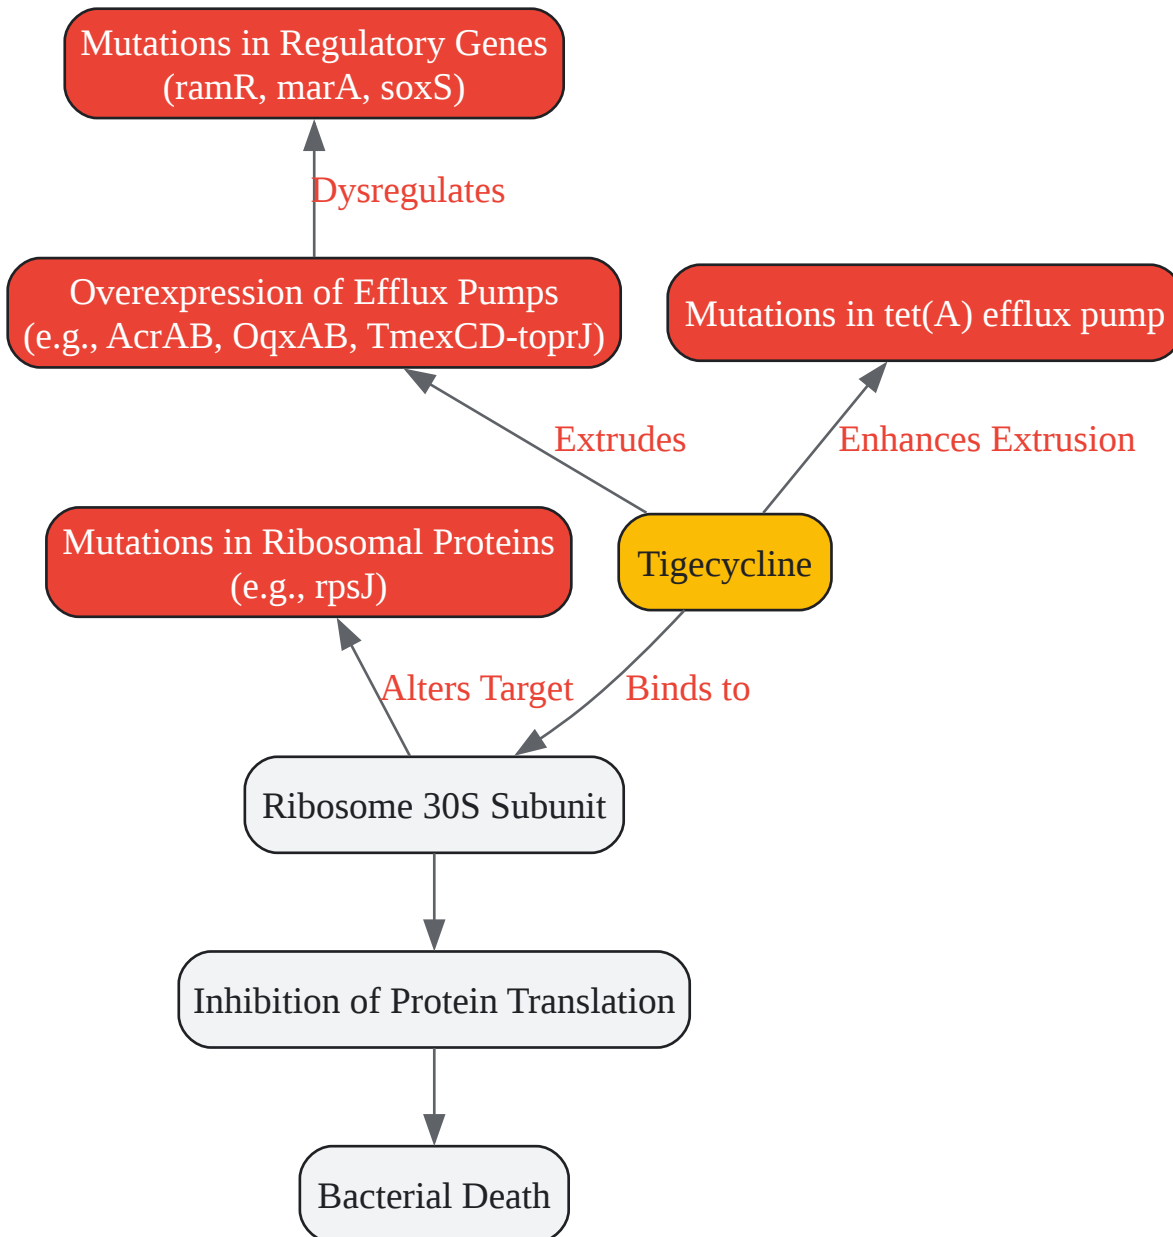 Mutations in Regulatory Genes
(ramR, marA, soxS)
Dysregulates
Overexpression of Efflux Pumps
(e.g., AcrAB, OqxAB, TmexCD-toprJ)
Mutations in tet(A) efflux pump
Extrudes
Enhances Extrusion
Mutations in Ribosomal Proteins
(e.g., rpsJ)
Tigecycline
Alters Target
Binds to
Ribosome 30S Subunit
Inhibition of Protein Translation
Bacterial Death